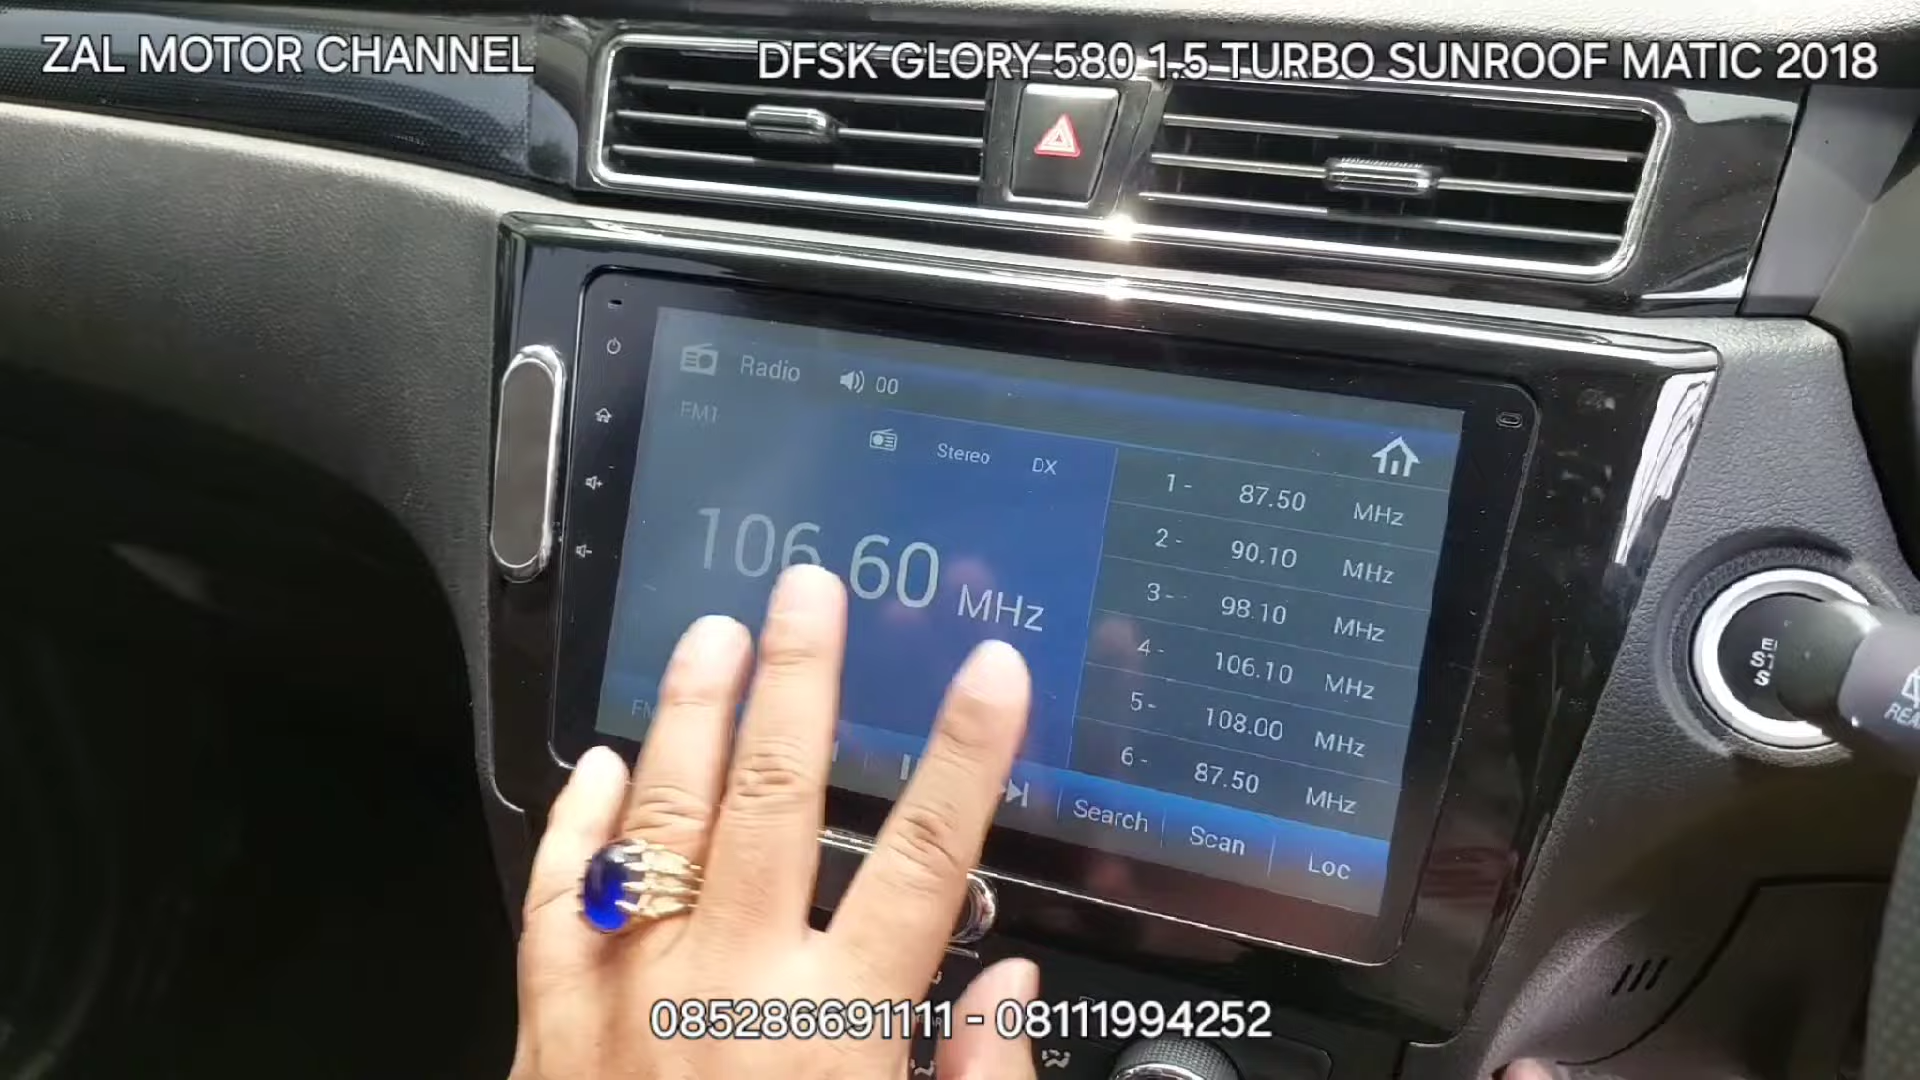 ZAL MOTOR CHANNEL
DFSK GLORY 580 1.5 TURBO SUNROOF MATIC 2018
Radio 00
FM1
Stereo DX
106.60 MHz
1 - 87.50 MHz
2 - 90.10 MHz
3 - 98.10 MHz
4 - 106.10 MHz
5 - 108.00 MHz
6 - 87.50 MHz
Search Scan Loc
085286691111 - 08111994252